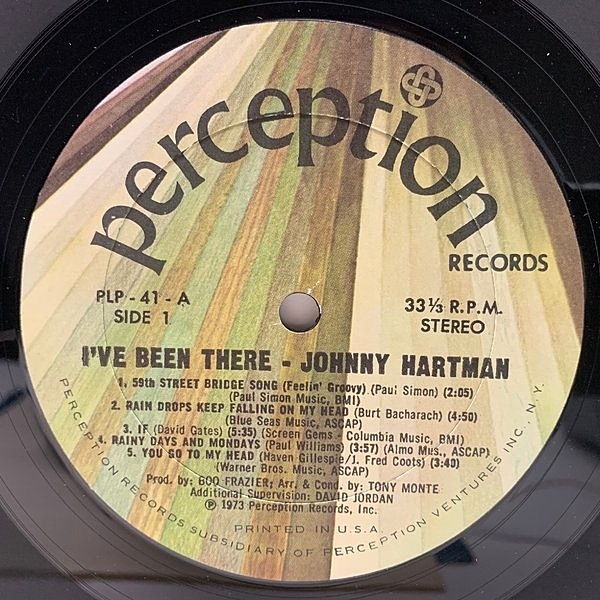 perception
RECORDS
PLP - 41 - A
SIDE 1
33⅓ R.P.M.
STEREO
I'VE BEEN THERE - JOHNNY HARTMAN
1. 59th STREET BRIDGE SONG (Feelin' Groovy) (Paul Simon) (2:05)
(Paul Simon Music, BMI)
2. RAIN DROPS KEEP FALLING ON MY HEAD (Burt Bacharach) (4:50)
(Blue Seas Music, ASCAP)
3. IF (David Gates) (5:35) (Screen Gems - Columbia Music, BMI)
4. RAINY DAYS AND MONDAYS (Paul Williams) (3:57) (Almo Mus., ASCAP)
5. YOU GO TO MY HEAD (Haven Gillespie/J. Fred Coots) (3:40)
(Warner Bros. Music, ASCAP)
Prod. by: BOO FRAZIER; Arr. & Cond. by: TONY MONTE
Additional Supervision: DAVID JORDAN
℗ 1973 Perception Records, Inc.
PRINTED IN U.S.A.
PERCEPTION RECORDS SUBSIDIARY OF PERCEPTION VENTURES INC., N.Y.